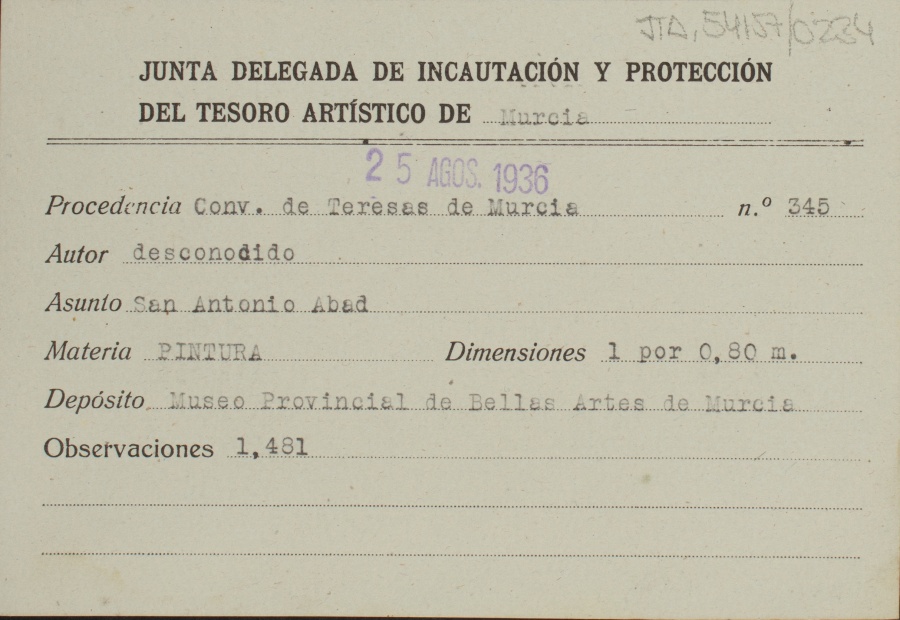 JTD, 54157/0234
JUNTA DELEGADA DE INCAUTACIÓN Y PROTECCIÓN
DEL TESORO ARTÍSTICO DE Murcia
25 AGOS. 1936
Procedencia Conv. de Teresas de Murcia n.º 345
Autor desconodido
Asunto San Antonio Abad
Materia PINTURA Dimensiones 1 por 0,80 m.
Depósito Museo Provincial de Bellas Artes de Murcia
Observaciones 1,481